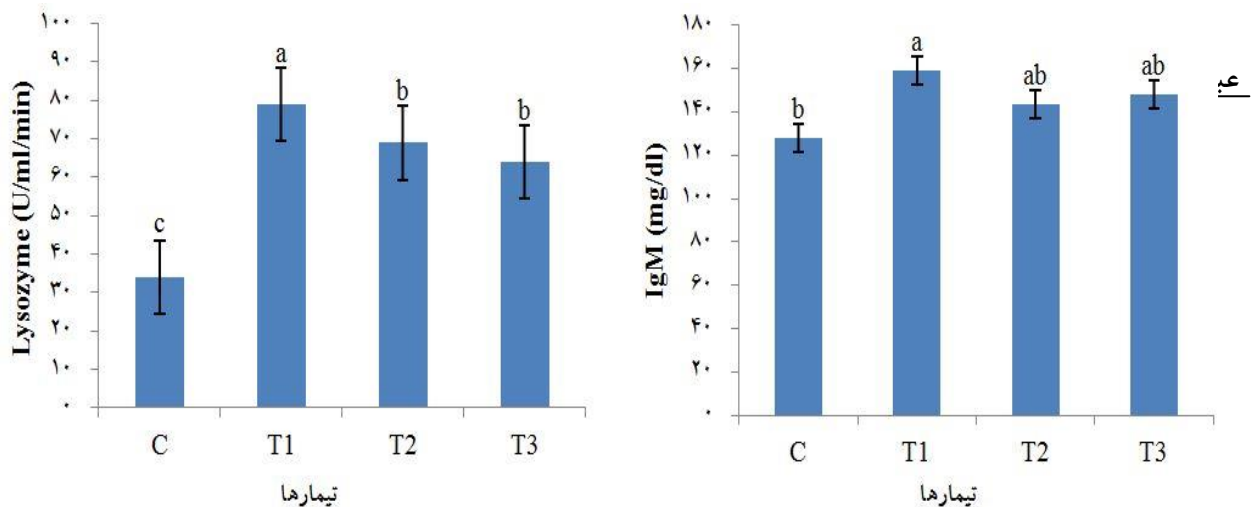 Lysozyme (U/ml/min)
۱۰۰
۹۰
۸۰
۷۰
۶۰
۵۰
۴۰
۳۰
۲۰
۱۰
۰
c
a
b
b
C T1 T2 T3
تیمارها
IgM (mg/dl)
۱۸۰
۱۶۰
۱۴۰
۱۲۰
۱۰۰
۸۰
۶۰
۴۰
۲۰
۰
b
a
ab
ab
C T1 T2 T3
تیمارها